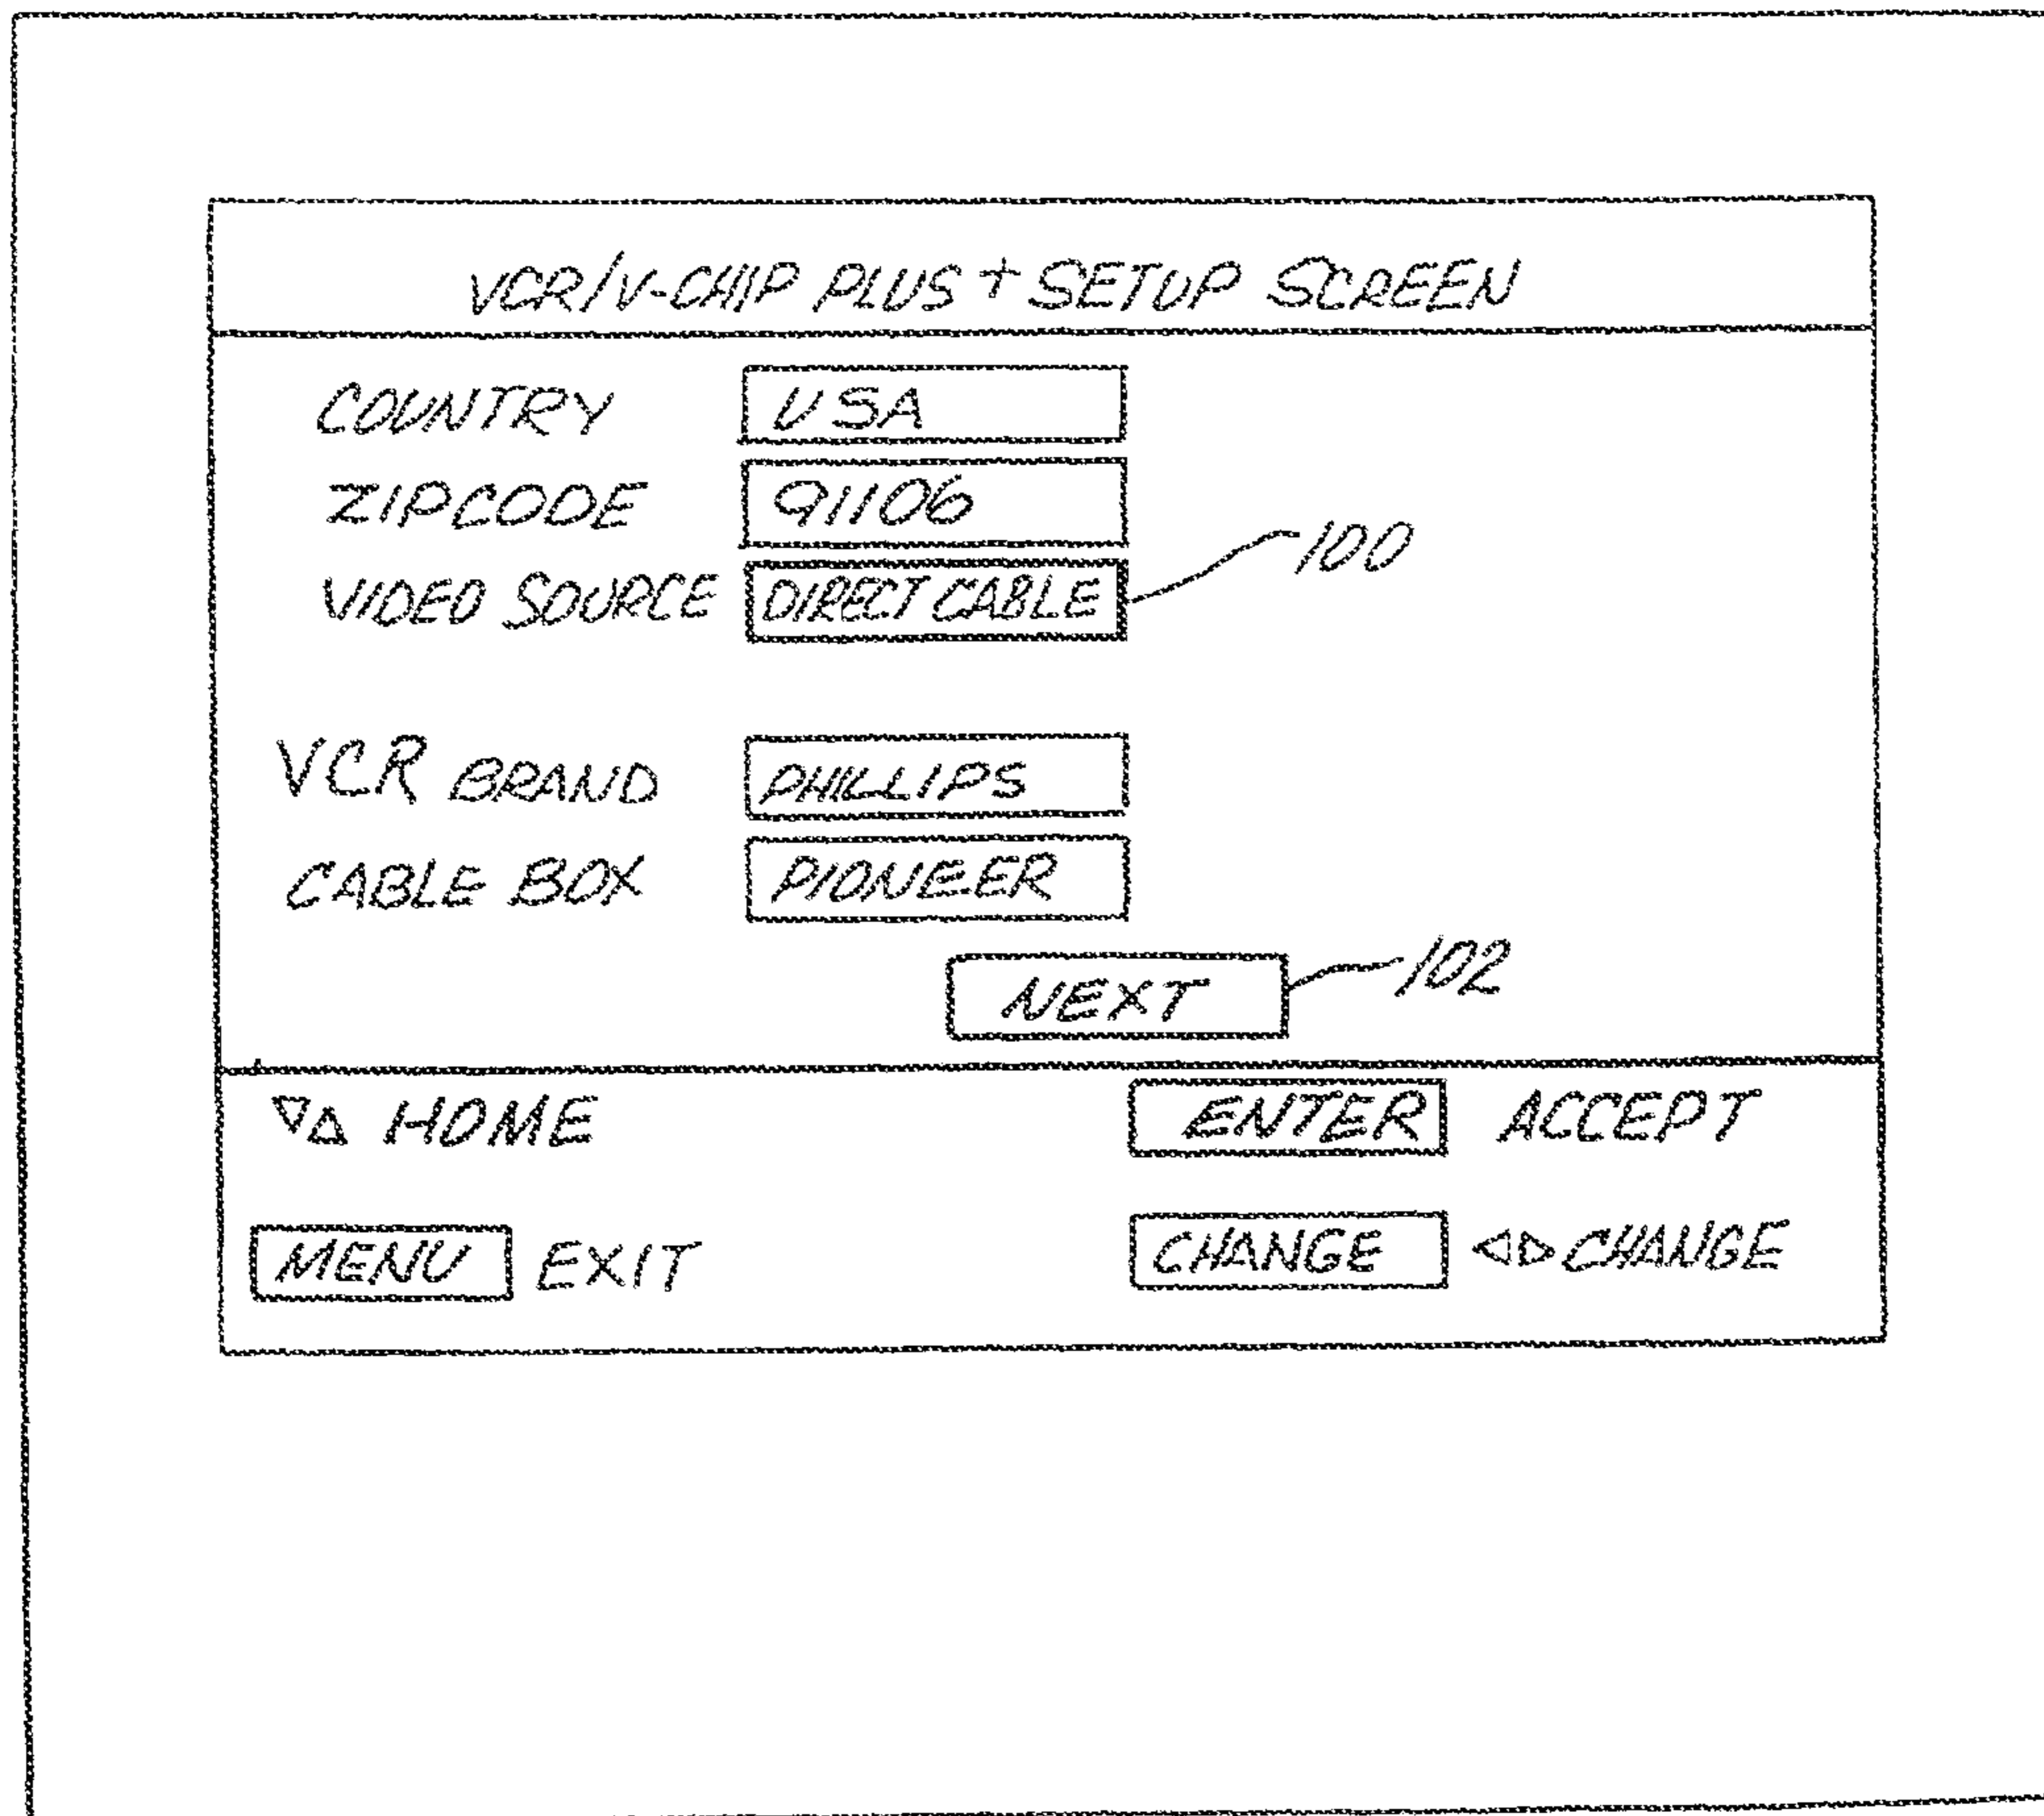 VCR/V-CHIP PLUS + SETUP SCREEN
COUNTRY USA
ZIPCODE 91106
VIDEO SOURCE DIRECT CABLE 100
VCR BRAND PHILLIPS
CABLE BOX PIONEER
NEXT 102
▽△ HOME ENTER ACCEPT
MENU EXIT CHANGE ◁▷ CHANGE